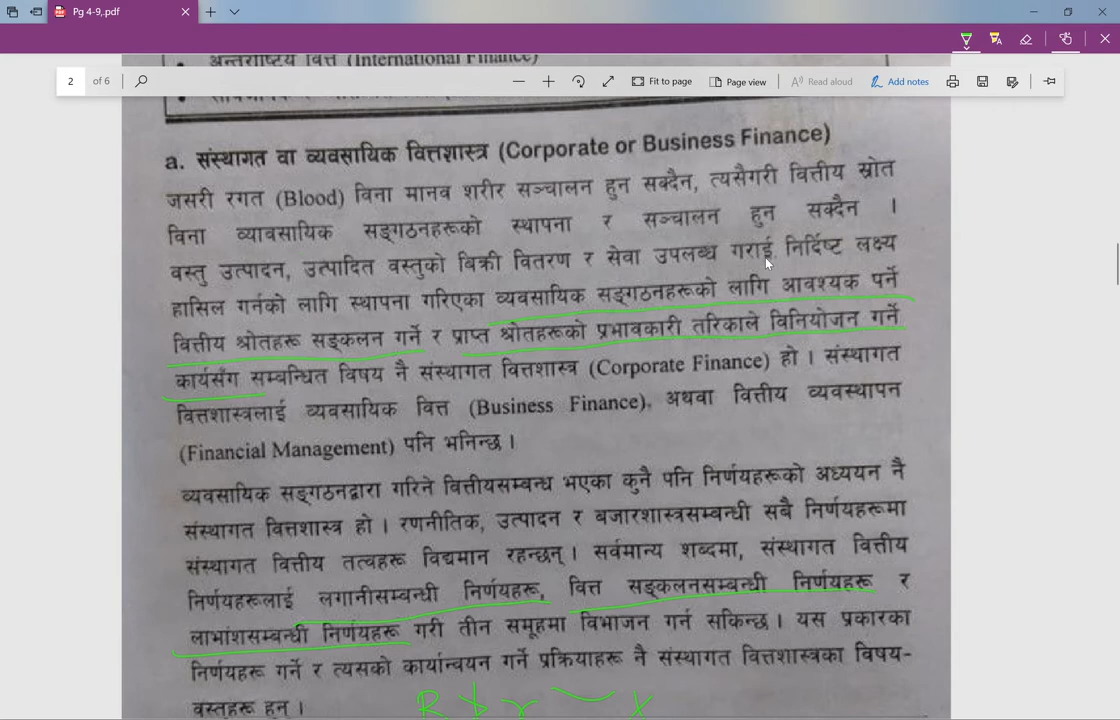 Pg 4-9,.pdf
2 of 6
Fit to page
Page view
Read aloud
Add notes
अन्तर्राष्ट्रिय वित्त (International Finance)
a. संस्थागत वा व्यवसायिक वित्तशास्त्र (Corporate or Business Finance)
जसरी रगत (Blood) विना मानव शरीर सञ्चालन हुन सक्दैन, त्यसैगरी वित्तीय स्रोत
विना व्यावसायिक सङ्गठनहरूको स्थापना र सञ्चालन हुन सक्दैन ।
वस्तु उत्पादन, उत्पादित वस्तुको बिक्री वितरण र सेवा उपलब्ध गराई निर्दिष्ट लक्ष्य
हासिल गर्नको लागि स्थापना गरिएका व्यवसायिक सङ्गठनहरूको लागि आवश्यक पर्ने
वित्तीय श्रोतहरू सङ्कलन गर्ने र प्राप्त श्रोतहरूको प्रभावकारी तरिकाले विनियोजन गर्ने
कार्यसँग सम्बन्धित विषय नै संस्थागत वित्तशास्त्र (Corporate Finance) हो । संस्थागत
वित्तशास्त्रलाई व्यवसायिक वित्त (Business Finance), अथवा वित्तीय व्यवस्थापन
(Financial Management) पनि भनिन्छ ।
व्यवसायिक सङ्गठनद्वारा गरिने वित्तीयसम्बन्ध भएका कुनै पनि निर्णयहरूको अध्ययन नै
संस्थागत वित्तशास्त्र हो । रणनीतिक, उत्पादन र बजारशास्त्रसम्बन्धी सबै निर्णयहरूमा
संस्थागत वित्तीय तत्वहरू विद्यमान रहन्छन् । सर्वमान्य शब्दमा, संस्थागत वित्तीय
निर्णयहरूलाई लगानीसम्बन्धी निर्णयहरू, वित्त सङ्कलनसम्बन्धी निर्णयहरू र
लाभांशसम्बन्धी निर्णयहरू गरी तीन समूहमा विभाजन गर्न सकिन्छ । यस प्रकारका
निर्णयहरू गर्ने र त्यसको कार्यान्वयन गर्ने प्रक्रियाहरू नै संस्थागत वित्तशास्त्रका विषय-
वस्तुहरू हुन् ।